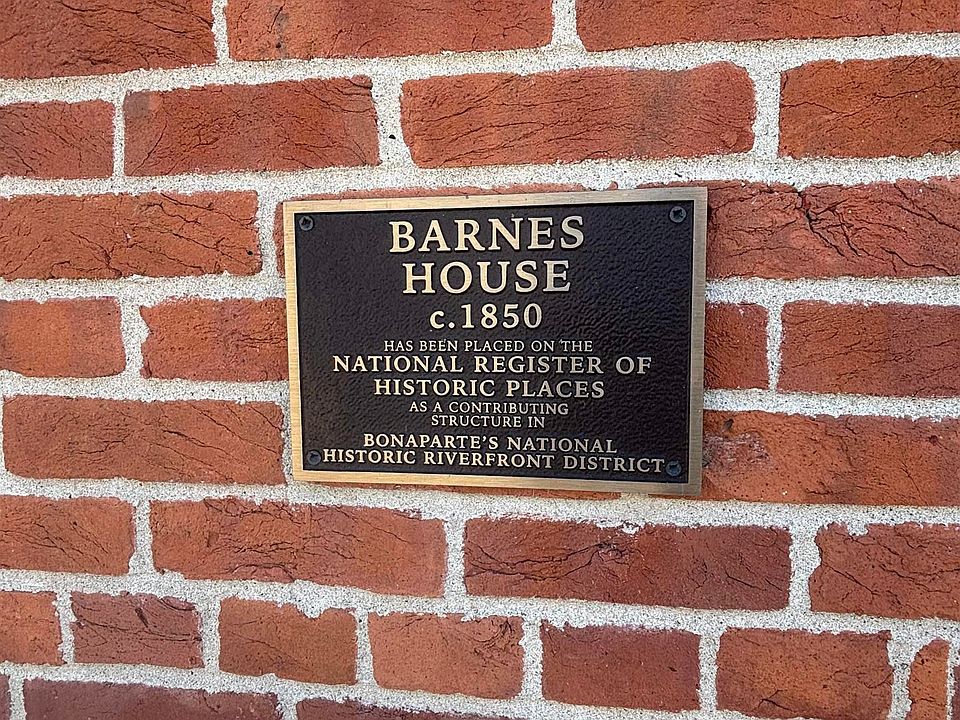 BARNES
HOUSE
c.1850
HAS BEEN PLACED ON THE
NATIONAL REGISTER OF
HISTORIC PLACES
AS A CONTRIBUTING
STRUCTURE IN
BONAPARTE'S NATIONAL
HISTORIC RIVERFRONT DISTRICT